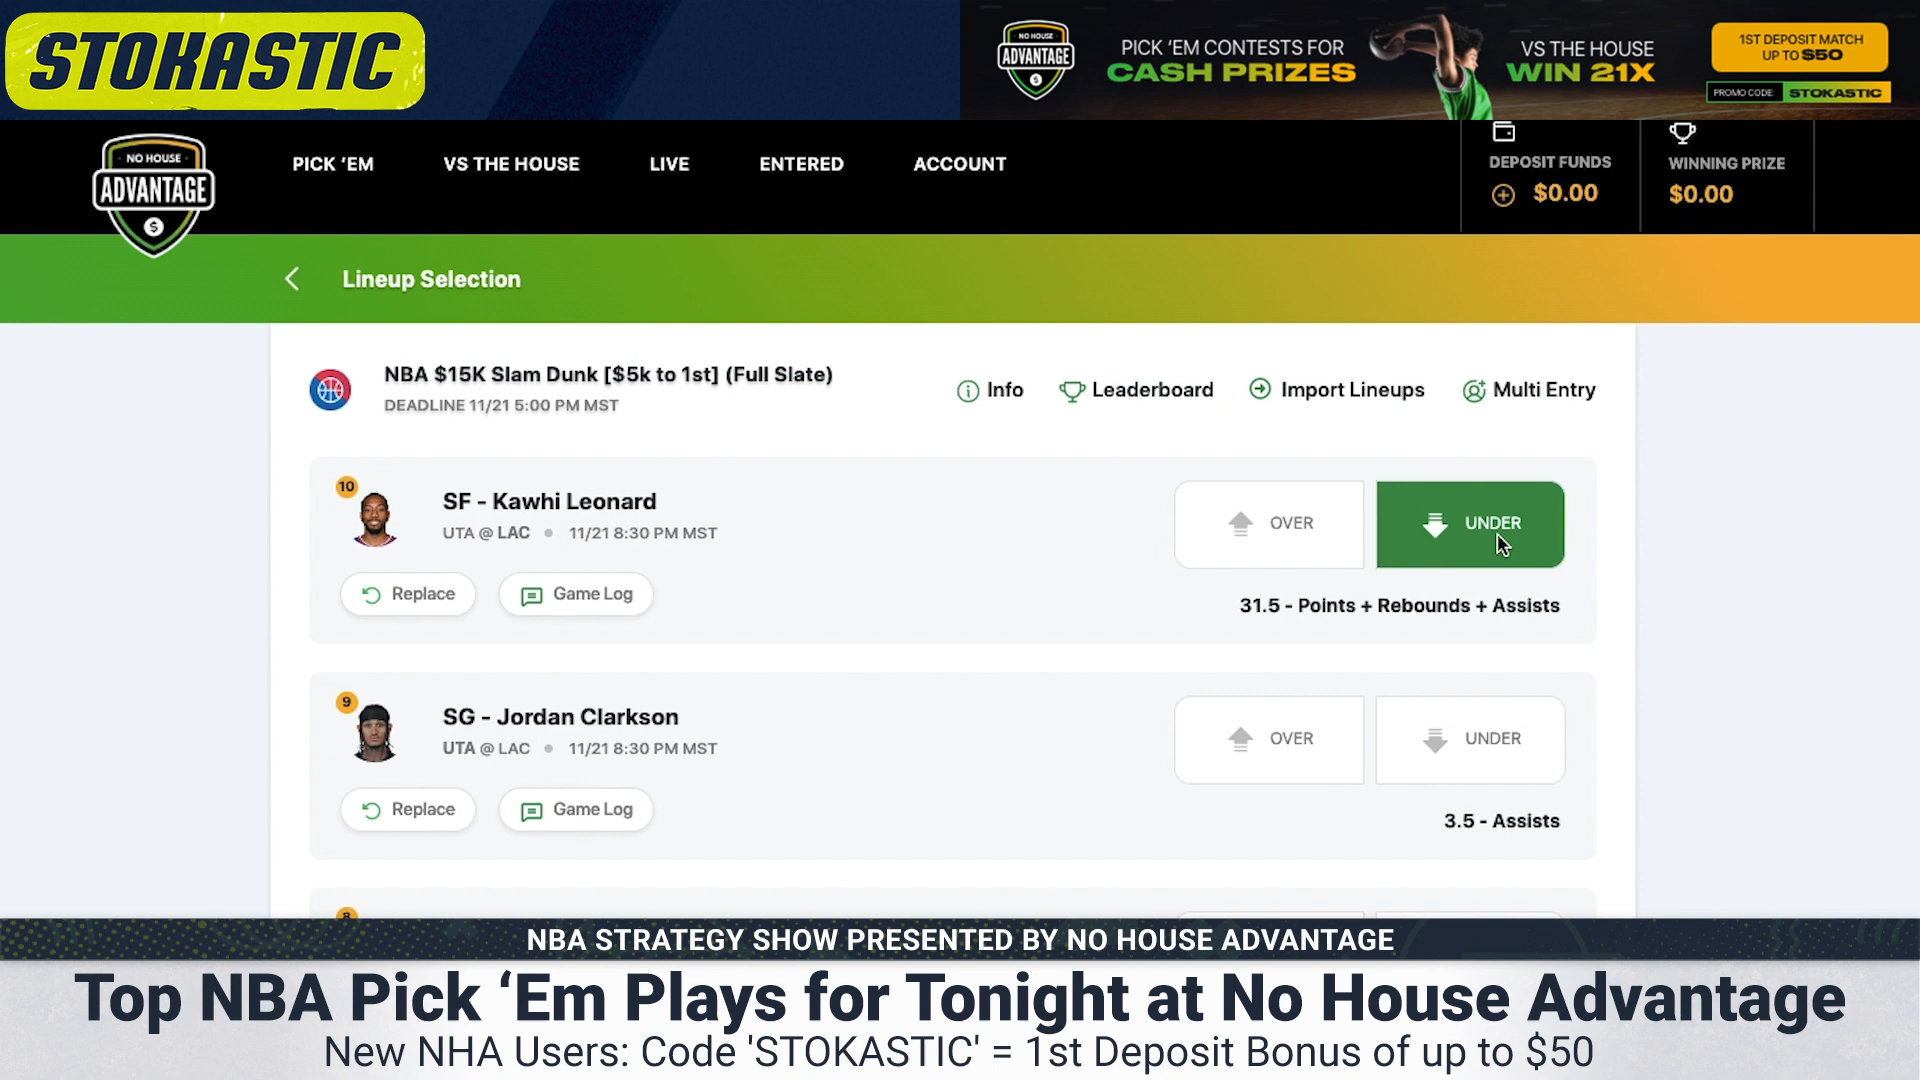 STOKASTIC
NO HOUSE
ADVANTAGE
$
PICK 'EM CONTESTS FOR
CASH PRIZES
VS THE HOUSE
WIN 21X
1ST DEPOSIT MATCH
UP TO $50
PROMO CODE: STOKASTIC
NO HOUSE
ADVANTAGE
$
PICK 'EM
VS THE HOUSE
LIVE
ENTERED
ACCOUNT
DEPOSIT FUNDS
$0.00
WINNING PRIZE
$0.00
Lineup Selection
NBA $15K Slam Dunk [$5k to 1st] (Full Slate)
DEADLINE 11/21 5:00 PM MST
Info
Leaderboard
Import Lineups
Multi Entry
10
SF - Kawhi Leonard
UTA @ LAC • 11/21 8:30 PM MST
Replace
Game Log
OVER
UNDER
31.5 - Points + Rebounds + Assists
9
SG - Jordan Clarkson
UTA @ LAC • 11/21 8:30 PM MST
Replace
Game Log
OVER
UNDER
3.5 - Assists
8
NBA STRATEGY SHOW PRESENTED BY NO HOUSE ADVANTAGE
Top NBA Pick ‘Em Plays for Tonight at No House Advantage
New NHA Users: Code 'STOKASTIC' = 1st Deposit Bonus of up to $50